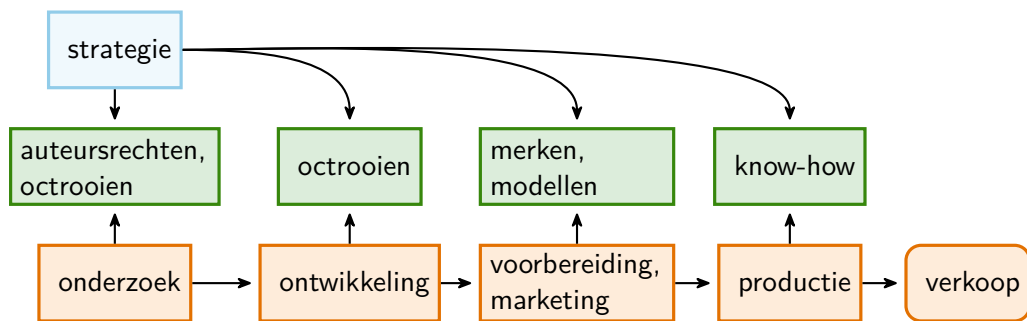 strategie
auteursrechten,
octrooien
octrooien
merken,
modellen
know-how
onderzoek
ontwikkeling
voorbereiding,
marketing
productie
verkoop